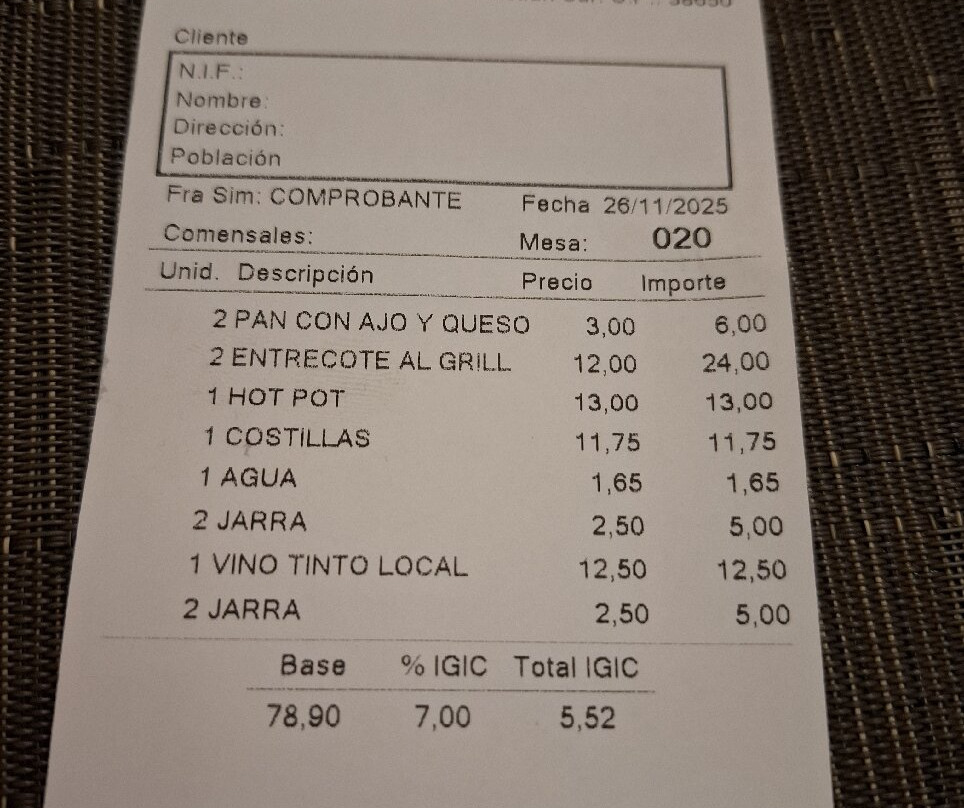 Cliente
N.I.F.:
Nombre:
Dirección:
Población
Fra Sim: COMPROBANTE Fecha 26/11/2025
Comensales: Mesa: 020
Unid. Descripción Precio Importe
2 PAN CON AJO Y QUESO 3,00 6,00
2 ENTRECOTE AL GRILL 12,00 24,00
1 HOT POT 13,00 13,00
1 COSTILLAS 11,75 11,75
1 AGUA 1,65 1,65
2 JARRA 2,50 5,00
1 VINO TINTO LOCAL 12,50 12,50
2 JARRA 2,50 5,00
Base % IGIC Total IGIC
78,90 7,00 5,52